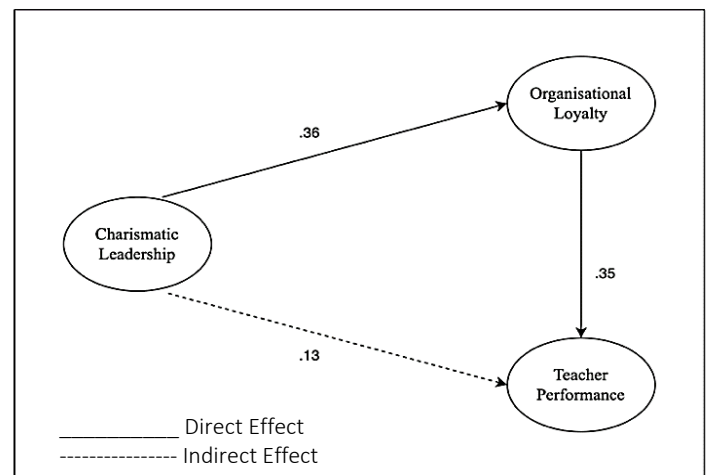 Organisational
Loyalty
.36
Charismatic
Leadership
.35
.13
Teacher
Performance
___________ Direct Effect
---------------- Indirect Effect